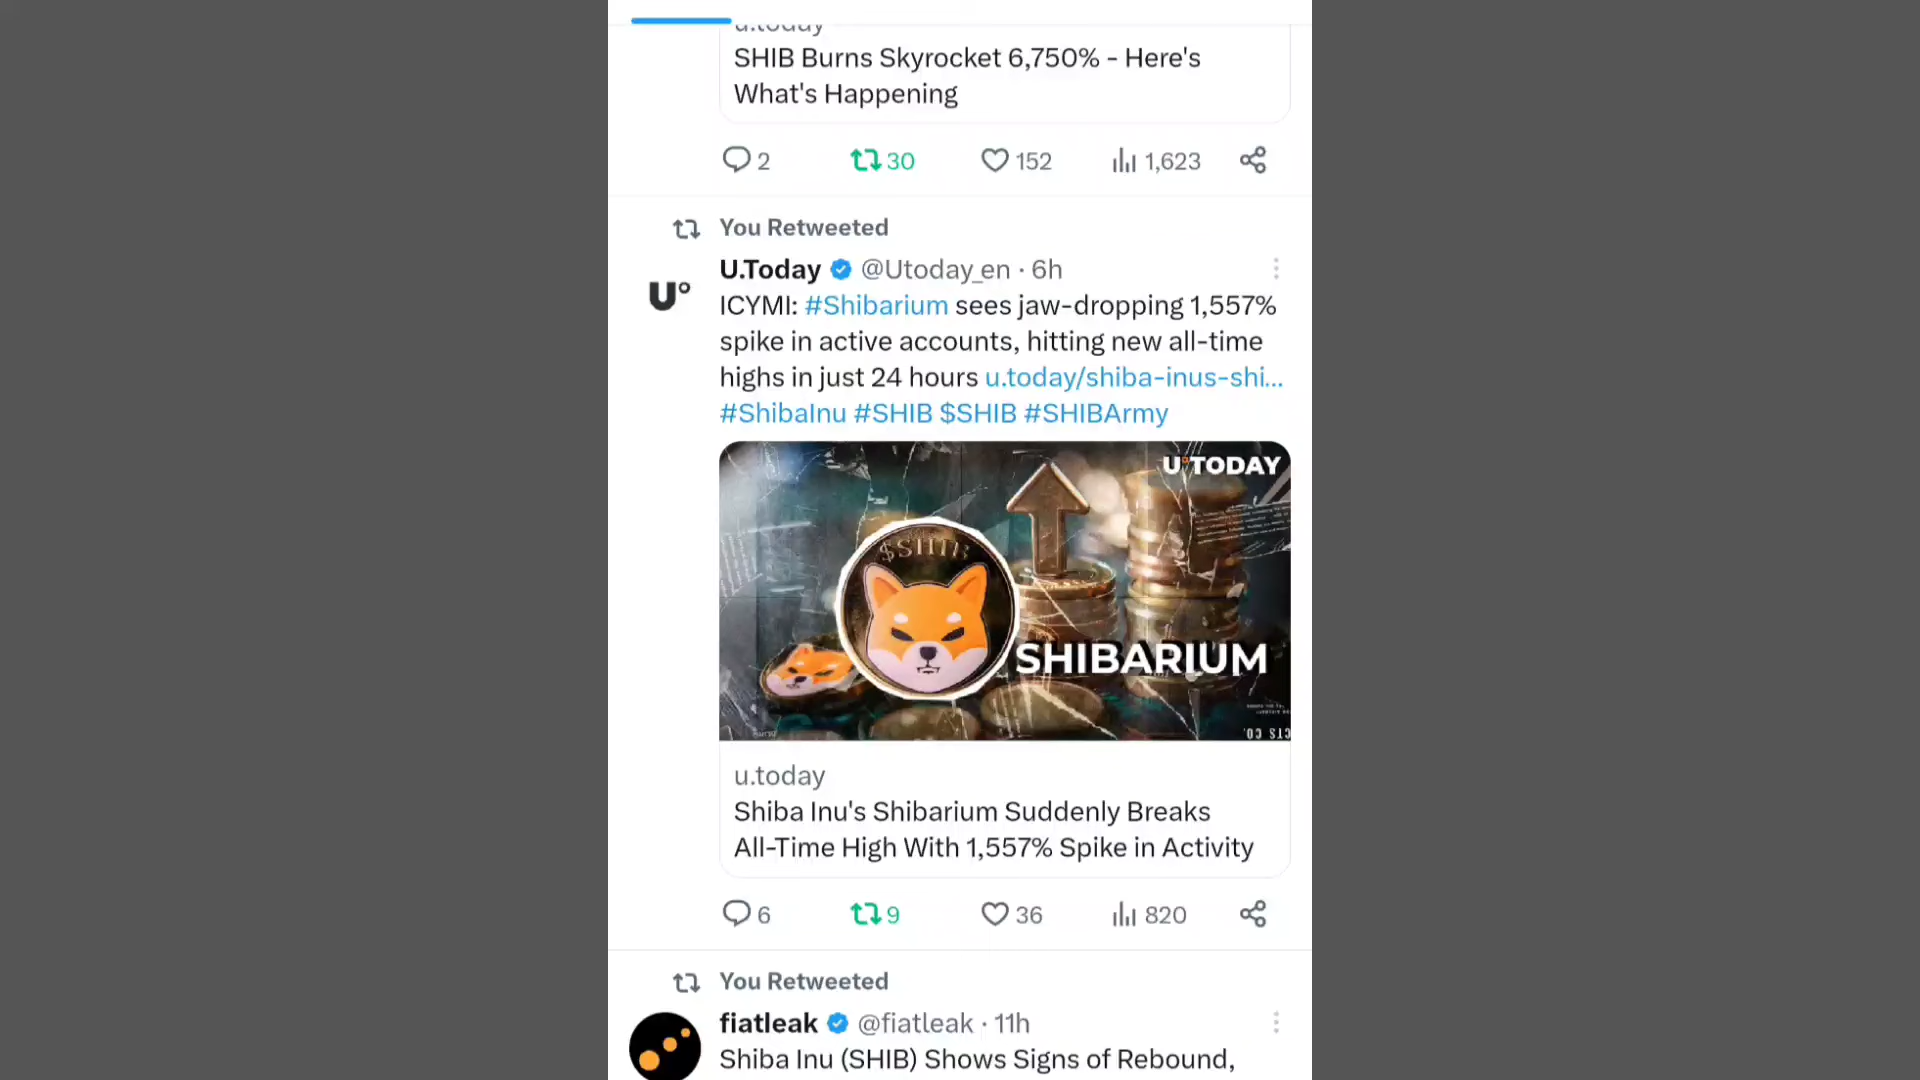 u.today
SHIB Burns Skyrocket 6,750% - Here's
What's Happening
2 30 152 1,623
You Retweeted
U.Today @Utoday_en · 6h
U°
ICYMI: #Shibarium sees jaw-dropping 1,557%
spike in active accounts, hitting new all-time
highs in just 24 hours u.today/shiba-inus-shi...
#ShibaInu #SHIB $SHIB #SHIBArmy
U°TODAY
$SHIB
SHIBARIUM
CTS CO.
u.today
Shiba Inu's Shibarium Suddenly Breaks
All-Time High With 1,557% Spike in Activity
6 9 36 820
You Retweeted
fiatleak @fiatleak · 11h
Shiba Inu (SHIB) Shows Signs of Rebound,